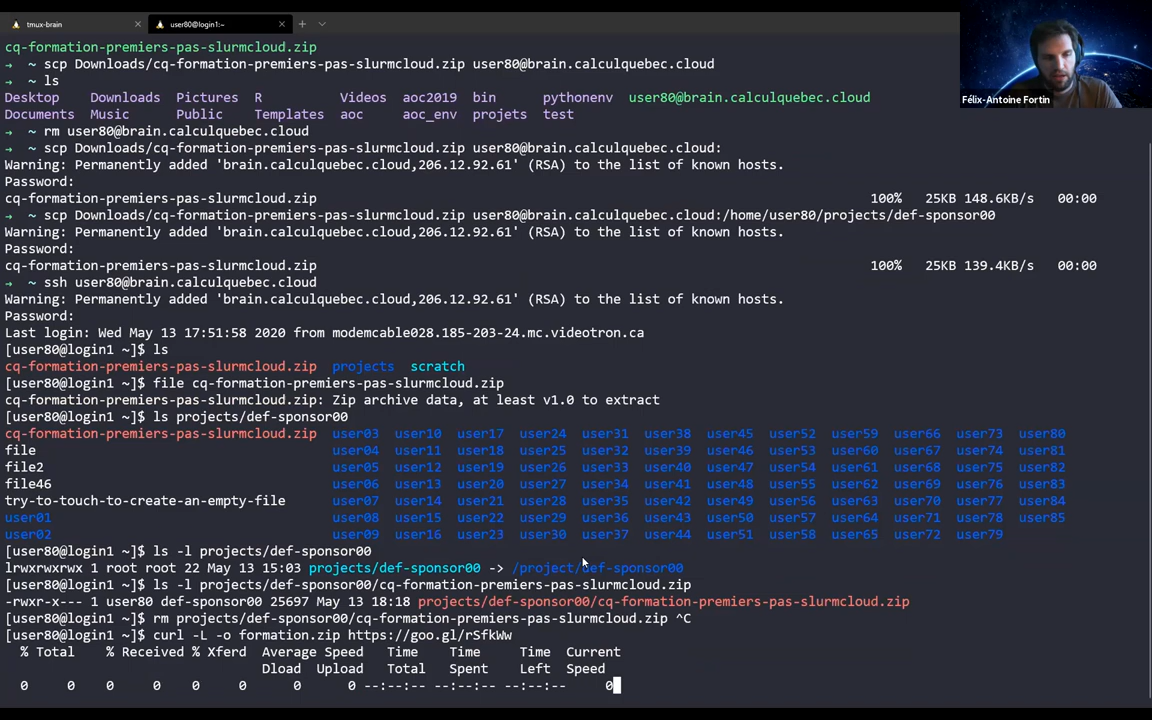 tmux-brain
user80@login1:~
Félix-Antoine Fortin
cq-formation-premiers-pas-slurmcloud.zip
→ ~ scp Downloads/cq-formation-premiers-pas-slurmcloud.zip user80@brain.calculquebec.cloud
→ ~ ls
Desktop Downloads Pictures R Videos aoc2019 bin pythonenv user80@brain.calculquebec.cloud
Documents Music Public Templates aoc aoc_env projets test
→ ~ rm user80@brain.calculquebec.cloud
→ ~ scp Downloads/cq-formation-premiers-pas-slurmcloud.zip user80@brain.calculquebec.cloud:
Warning: Permanently added 'brain.calculquebec.cloud,206.12.92.61' (RSA) to the list of known hosts.
Password:
cq-formation-premiers-pas-slurmcloud.zip 100% 25KB 148.6KB/s 00:00
→ ~ scp Downloads/cq-formation-premiers-pas-slurmcloud.zip user80@brain.calculquebec.cloud:/home/user80/projects/def-sponsor00
Warning: Permanently added 'brain.calculquebec.cloud,206.12.92.61' (RSA) to the list of known hosts.
Password:
cq-formation-premiers-pas-slurmcloud.zip 100% 25KB 139.4KB/s 00:00
→ ~ ssh user80@brain.calculquebec.cloud
Warning: Permanently added 'brain.calculquebec.cloud,206.12.92.61' (RSA) to the list of known hosts.
Password:
Last login: Wed May 13 17:51:58 2020 from modemcable028.185-203-24.mc.videotron.ca
[user80@login1 ~]$ ls
cq-formation-premiers-pas-slurmcloud.zip projects scratch
[user80@login1 ~]$ file cq-formation-premiers-pas-slurmcloud.zip
cq-formation-premiers-pas-slurmcloud.zip: Zip archive data, at least v1.0 to extract
[user80@login1 ~]$ ls projects/def-sponsor00
cq-formation-premiers-pas-slurmcloud.zip user03 user10 user17 user24 user31 user38 user45 user52 user59 user66 user73 user80
file user04 user11 user18 user25 user32 user39 user46 user53 user60 user67 user74 user81
file2 user05 user12 user19 user26 user33 user40 user47 user54 user61 user68 user75 user82
file46 user06 user13 user20 user27 user34 user41 user48 user55 user62 user69 user76 user83
try-to-touch-to-create-an-empty-file user07 user14 user21 user28 user35 user42 user49 user56 user63 user70 user77 user84
user01 user08 user15 user22 user29 user36 user43 user50 user57 user64 user71 user78 user85
user02 user09 user16 user23 user30 user37 user44 user51 user58 user65 user72 user79
[user80@login1 ~]$ ls -l projects/def-sponsor00
lrwxrwxrwx 1 root root 22 May 13 15:03 projects/def-sponsor00 -> /project/def-sponsor00
[user80@login1 ~]$ ls -l projects/def-sponsor00/cq-formation-premiers-pas-slurmcloud.zip
-rwxr-x--- 1 user80 def-sponsor00 25697 May 13 18:18 projects/def-sponsor00/cq-formation-premiers-pas-slurmcloud.zip
[user80@login1 ~]$ rm projects/def-sponsor00/cq-formation-premiers-pas-slurmcloud.zip ^C
[user80@login1 ~]$ curl -L -o formation.zip https://goo.gl/rSfkWw
% Total % Received % Xferd Average Speed Time Time Time Current
Dload Upload Total Spent Left Speed
0 0 0 0 0 0 0 0 --:--:-- --:--:-- --:--:-- 0